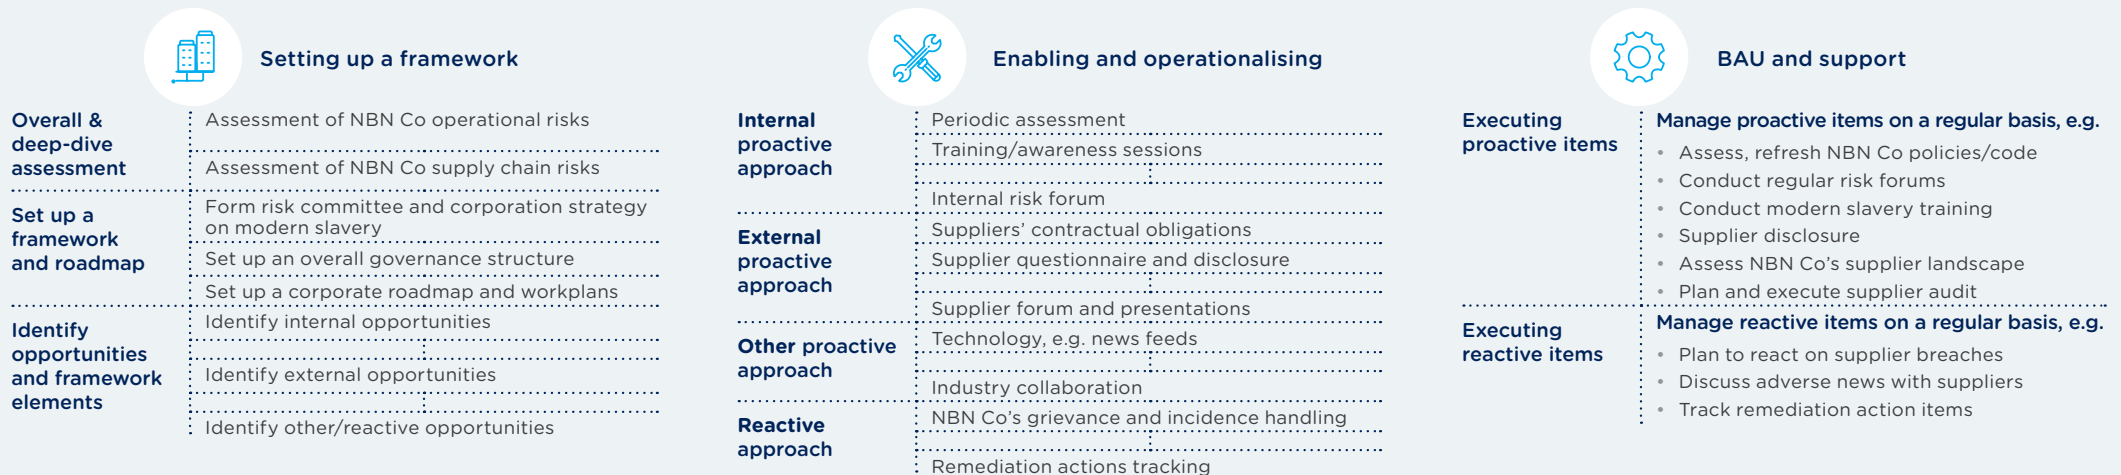 Setting up a framework
Overall &
deep-dive
assessment
Assessment of NBN Co operational risks
Assessment of NBN Co supply chain risks
Set up a
framework
and roadmap
Form risk committee and corporation strategy
on modern slavery
Set up an overall governance structure
Set up a corporate roadmap and workplans
Identify
opportunities
and framework
elements
Identify internal opportunities
Identify external opportunities
Identify other/reactive opportunities
Enabling and operationalising
Internal
proactive
approach
Periodic assessment
Training/awareness sessions
Internal risk forum
External
proactive
approach
Suppliers' contractual obligations
Supplier questionnaire and disclosure
Supplier forum and presentations
Other proactive
approach
Technology, e.g. news feeds
Industry collaboration
Reactive
approach
NBN Co's grievance and incidence handling
Remediation actions tracking
BAU and support
Executing
proactive items
Manage proactive items on a regular basis, e.g.
• Assess, refresh NBN Co policies/code
• Conduct regular risk forums
• Conduct modern slavery training
• Supplier disclosure
• Assess NBN Co's supplier landscape
• Plan and execute supplier audit
Executing
reactive items
Manage reactive items on a regular basis, e.g.
• Plan to react on supplier breaches
• Discuss adverse news with suppliers
• Track remediation action items